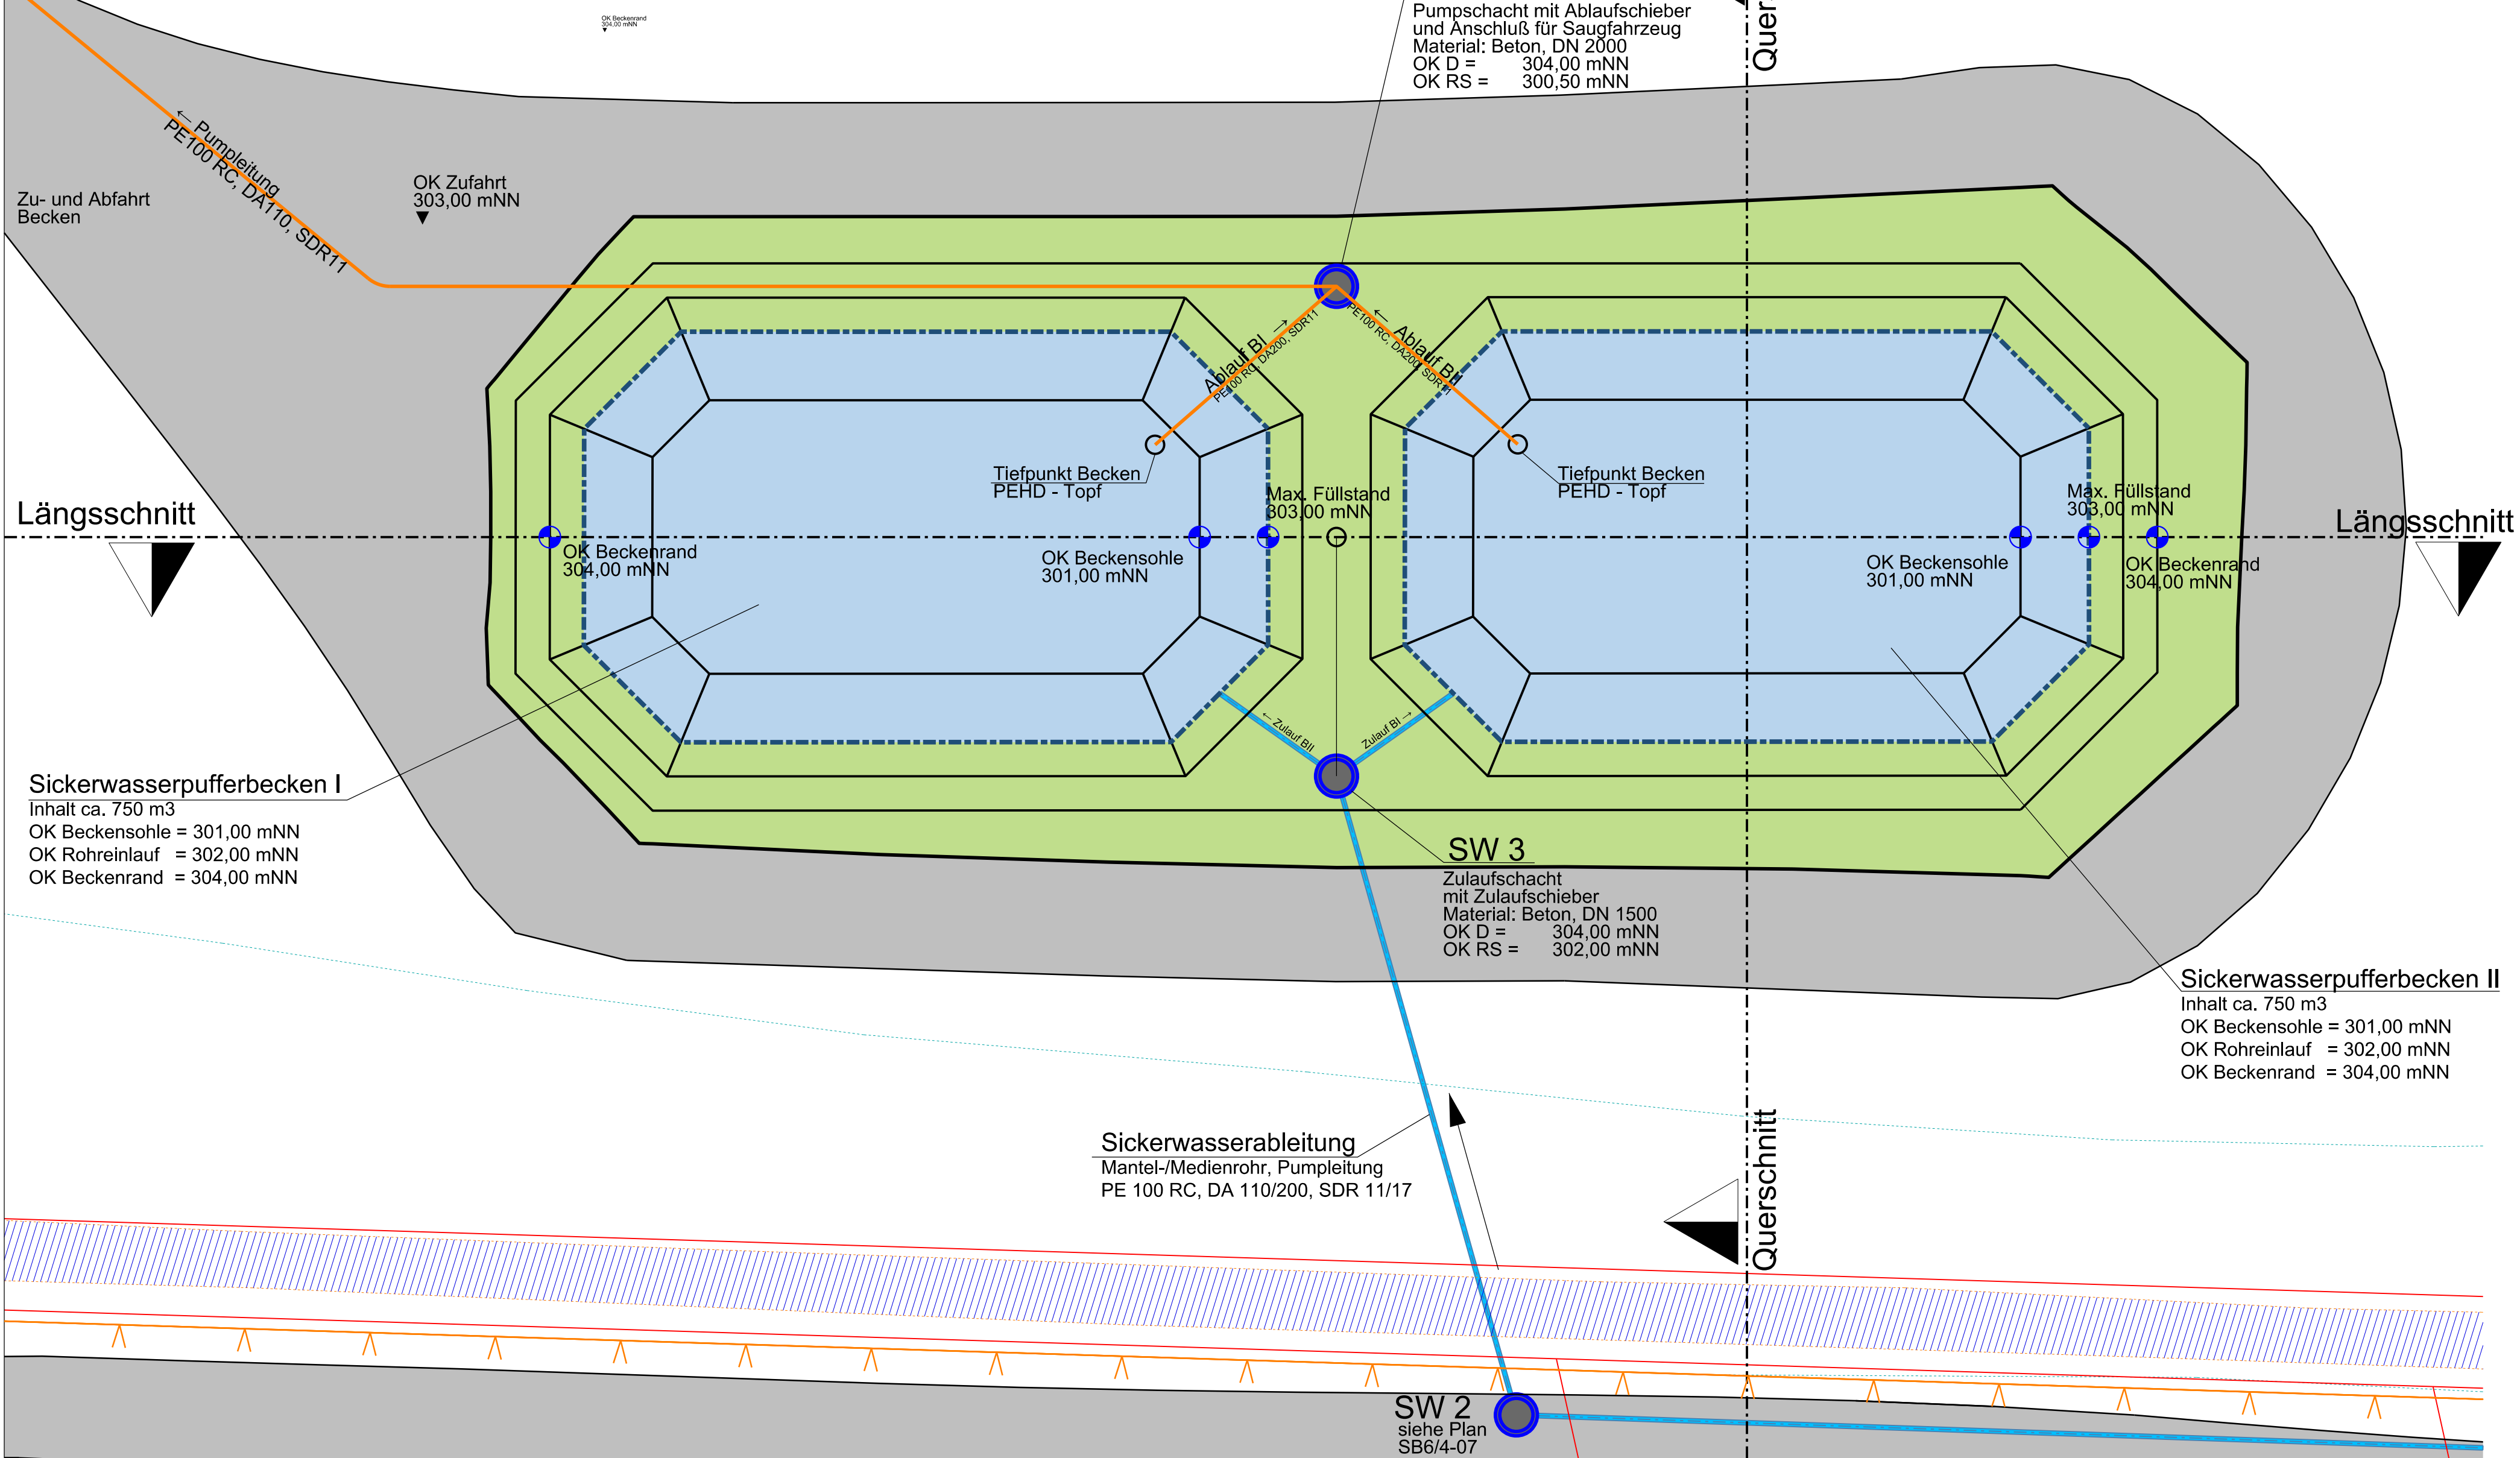 OK Beckenrand
304,00 mNN
Pumpschacht mit Ablaufschieber
und Anschluß für Saugfahrzeug
Material: Beton, DN 2000
OK D = 304,00 mNN
OK RS = 300,50 mNN
Quer
← Pumpleitung
PE100 RC, DA110, SDR11
Zu- und Abfahrt
Becken
OK Zufahrt
303,00 mNN
Ablauf BI →
PE100 RC, DA200, SDR11
← Ablauf BII
PE100 RC, DA200, SDR11
Tiefpunkt Becken
PEHD - Topf
Tiefpunkt Becken
PEHD - Topf
Max. Füllstand
303,00 mNN
Max. Füllstand
303,00 mNN
Längsschnitt
Längsschnitt
OK Beckenrand
304,00 mNN
OK Beckensohle
301,00 mNN
OK Beckensohle
301,00 mNN
OK Beckenrand
304,00 mNN
← Zulauf BII
Zulauf BI →
Sickerwasserpufferbecken I
Inhalt ca. 750 m3
OK Beckensohle = 301,00 mNN
OK Rohreinlauf = 302,00 mNN
OK Beckenrand = 304,00 mNN
SW 3
Zulaufschacht
mit Zulaufschieber
Material: Beton, DN 1500
OK D = 304,00 mNN
OK RS = 302,00 mNN
Sickerwasserpufferbecken II
Inhalt ca. 750 m3
OK Beckensohle = 301,00 mNN
OK Rohreinlauf = 302,00 mNN
OK Beckenrand = 304,00 mNN
Sickerwasserableitung
Mantel-/Medienrohr, Pumpleitung
PE 100 RC, DA 110/200, SDR 11/17
Querschnitt
SW 2
siehe Plan
SB6/4-07